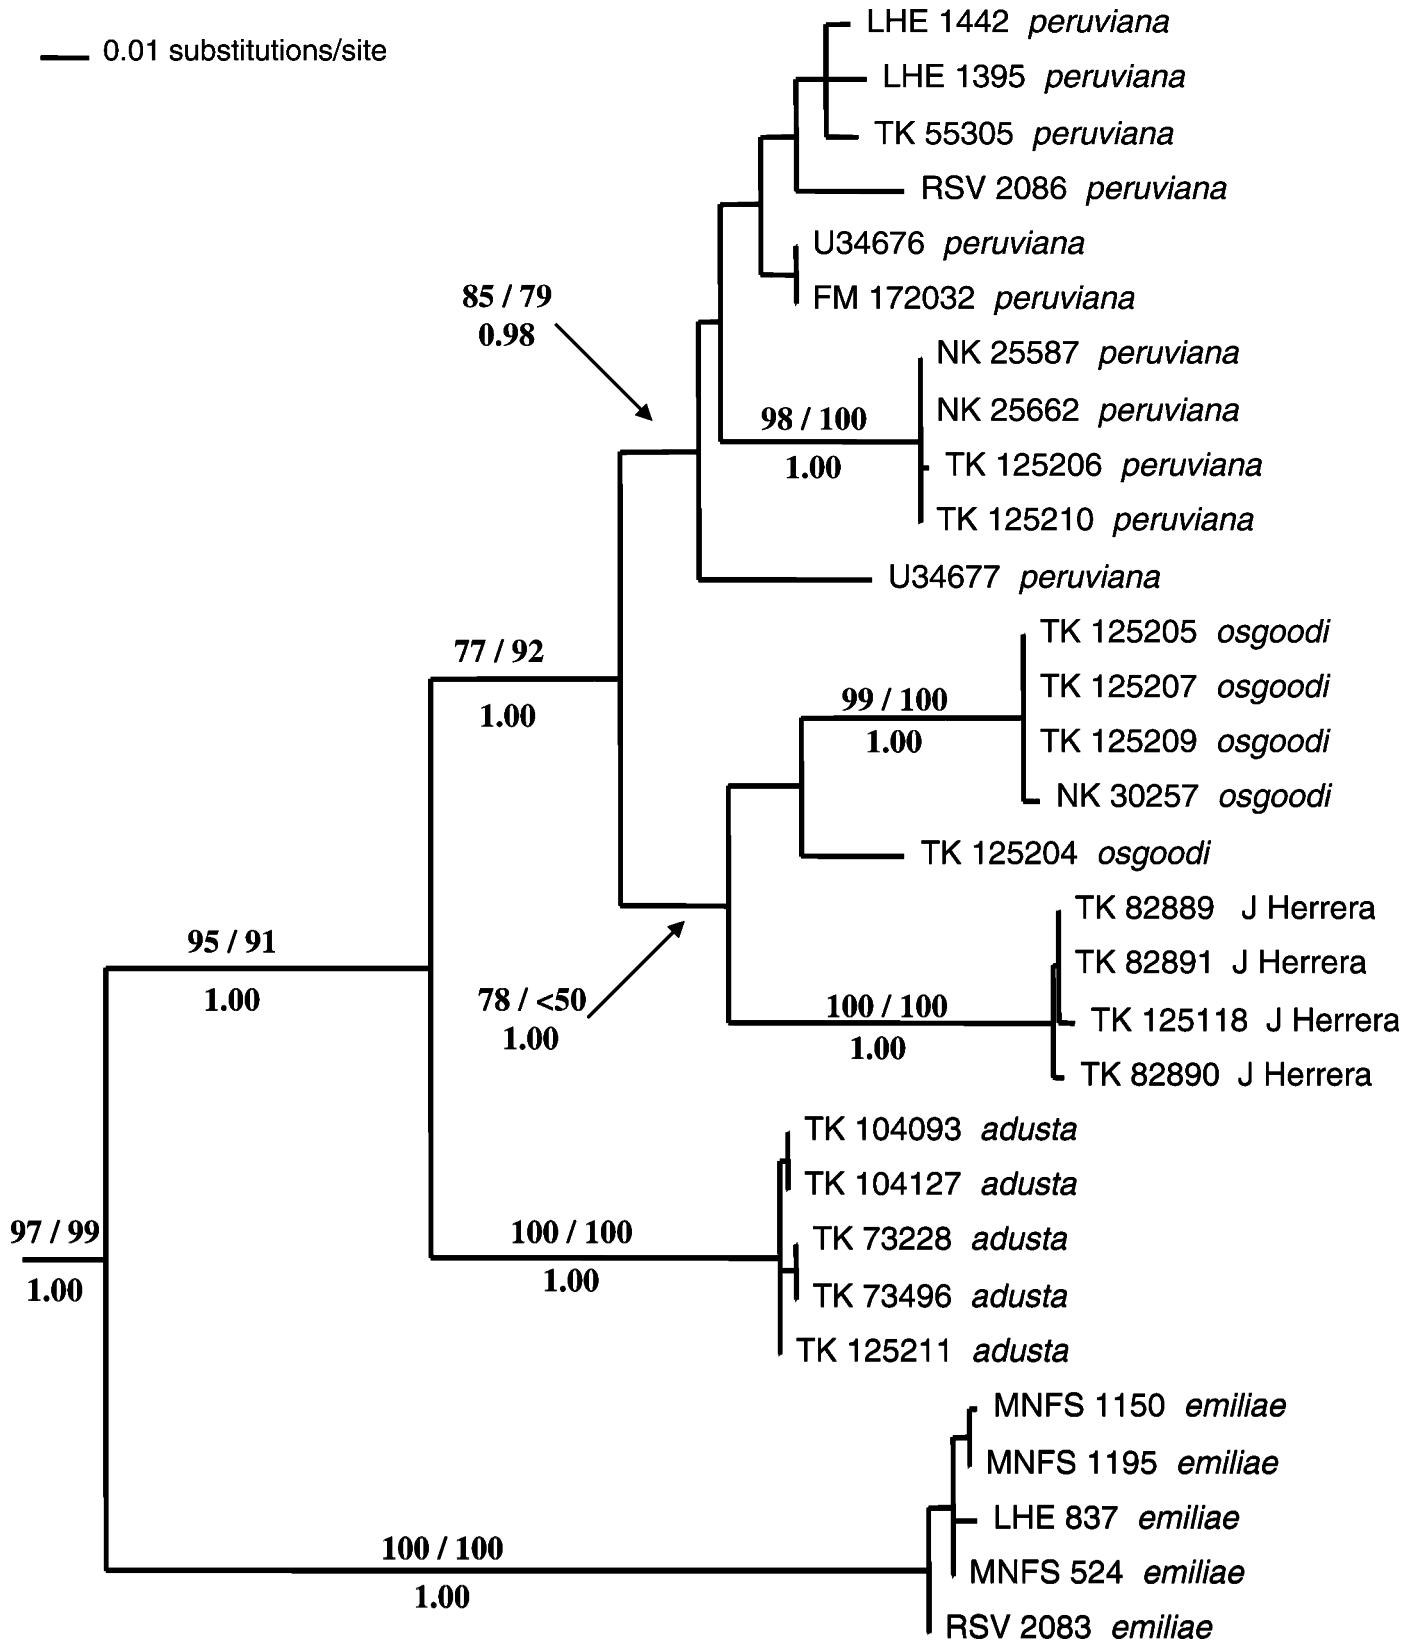 0.01 substitutions/site
LHE 1442 peruviana
LHE 1395 peruviana
TK 55305 peruviana
RSV 2086 peruviana
U34676 peruviana
FM 172032 peruviana
85 / 79
0.98
NK 25587 peruviana
NK 25662 peruviana
98 / 100
1.00
TK 125206 peruviana
TK 125210 peruviana
U34677 peruviana
77 / 92
1.00
TK 125205 osgoodi
TK 125207 osgoodi
99 / 100
1.00
TK 125209 osgoodi
NK 30257 osgoodi
TK 125204 osgoodi
TK 82889 J Herrera
95 / 91
1.00
TK 82891 J Herrera
78 / <50
1.00
100 / 100
1.00
TK 125118 J Herrera
TK 82890 J Herrera
TK 104093 adusta
TK 104127 adusta
97 / 99
1.00
100 / 100
1.00
TK 73228 adusta
TK 73496 adusta
TK 125211 adusta
MNFS 1150 emiliae
MNFS 1195 emiliae
LHE 837 emiliae
100 / 100
1.00
MNFS 524 emiliae
RSV 2083 emiliae